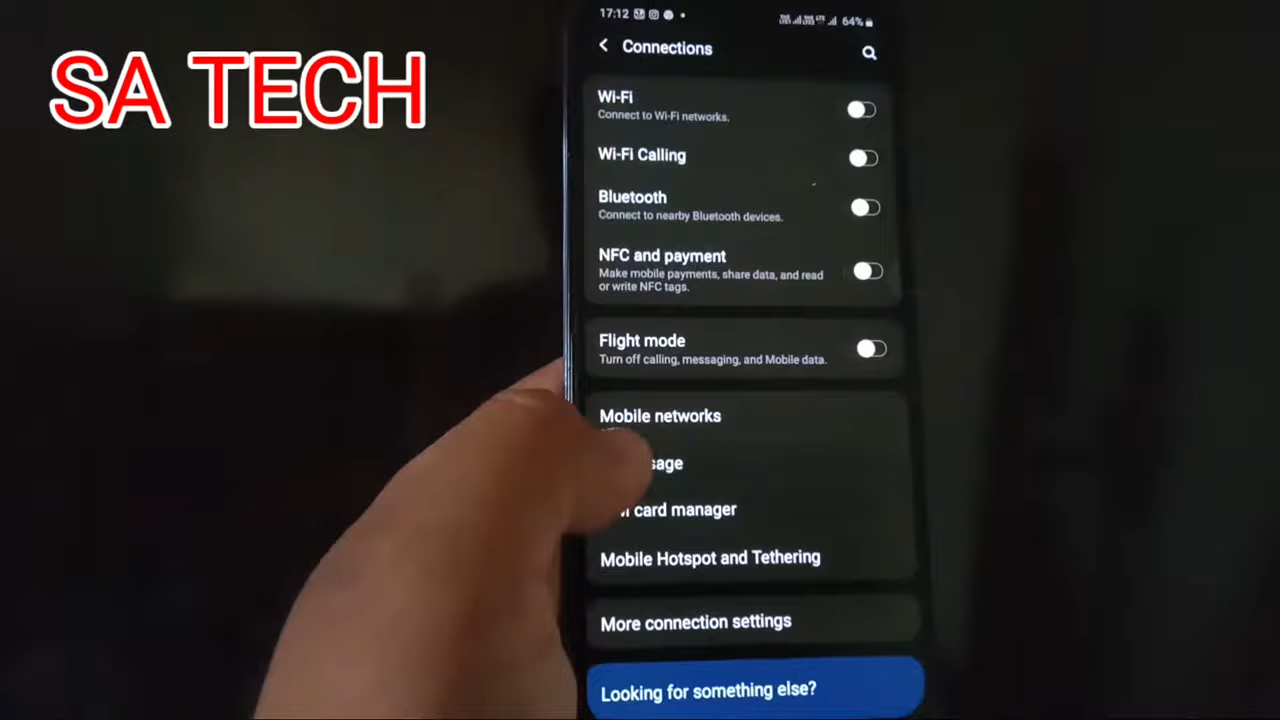 SA TECH
17:12
64%
Connections
Wi-Fi
Connect to Wi-Fi networks.
Wi-Fi Calling
Bluetooth
Connect to nearby Bluetooth devices.
NFC and payment
Make mobile payments, share data, and read
or write NFC tags.
Flight mode
Turn off calling, messaging, and Mobile data.
Mobile networks
sage
card manager
Mobile Hotspot and Tethering
More connection settings
Looking for something else?